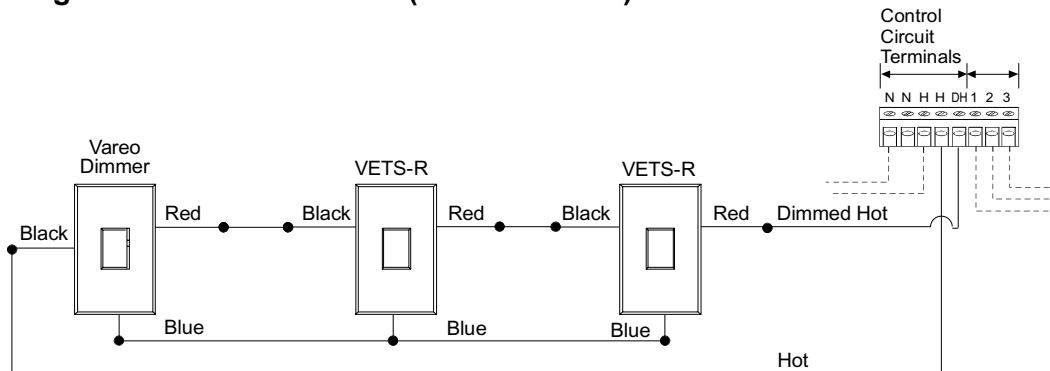 Control
Circuit
Terminals
N N H H DH 1 2 3
Vareo
Dimmer
VETS-R
VETS-R
Black
Red
Black
Red
Black
Red
Dimmed Hot
Blue
Blue
Blue
Hot